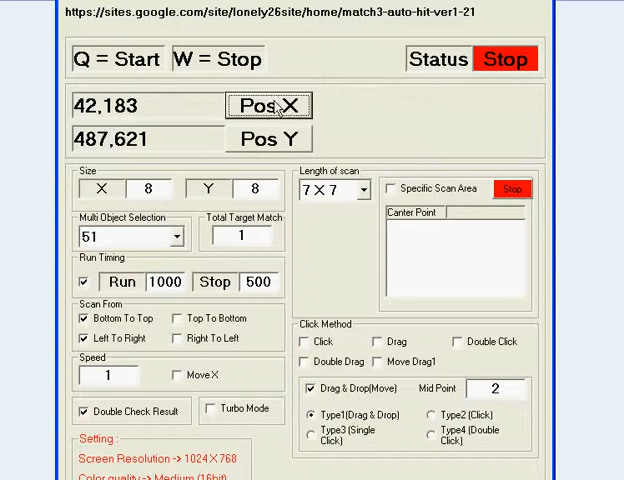 https://sites.google.com/site/lonely26site/home/match3-auto-hit-ver1-21
Q = Start W = Stop Status Stop
42,183 Pos X
487,621 Pos Y
Size
X 8 Y 8
Multi Object Selection Total Target Match
51 1
Run Timing
Run 1000 Stop 500
Scan From
Bottom To Top Top To Bottom
Left To Right Right To Left
Speed
1 Move X
Double Check Result Turbo Mode
Setting :
Screen Resolution -> 1024 X 768
Color quality -> Medium (16bit)
Length of scan
7 X 7 Specific Scan Area Stop
Canter Point
Click Method
Click Drag Double Click
Double Drag Move Drag1
Drag & Drop(Move) Mid Point 2
Type1(Drag & Drop) Type2 (Click)
Type3 (Single Click) Type4 (Double Click)